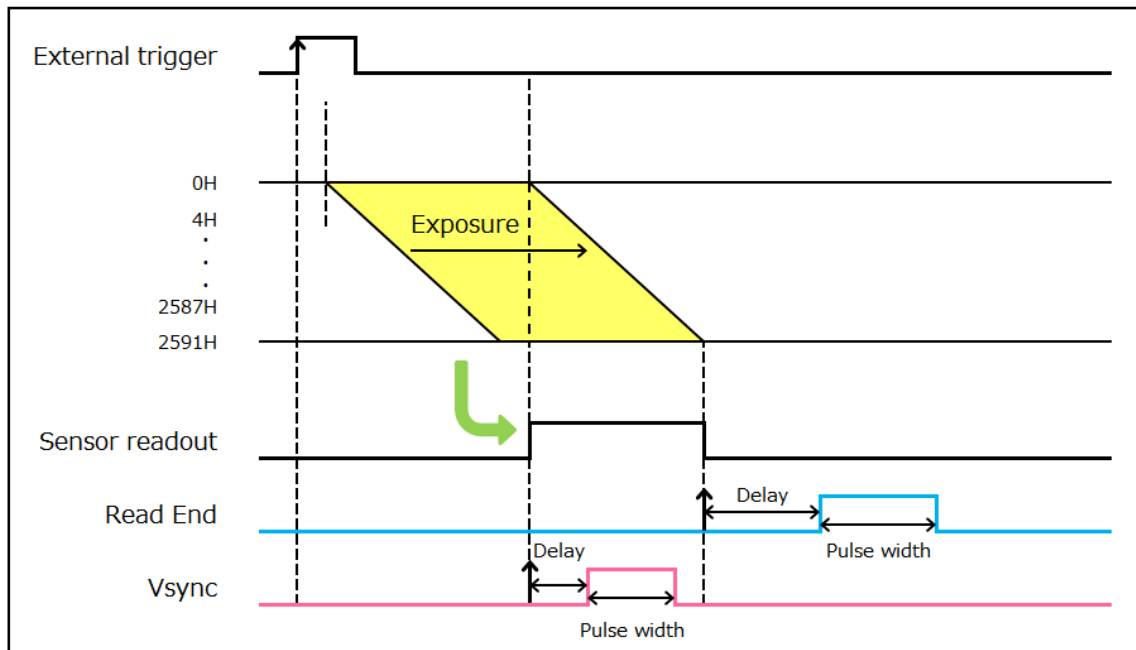 External trigger
0H
4H
.
.
.
2587H
2591H
Exposure
Sensor readout
Read End
Delay
Pulse width
Vsync
Delay
Pulse width